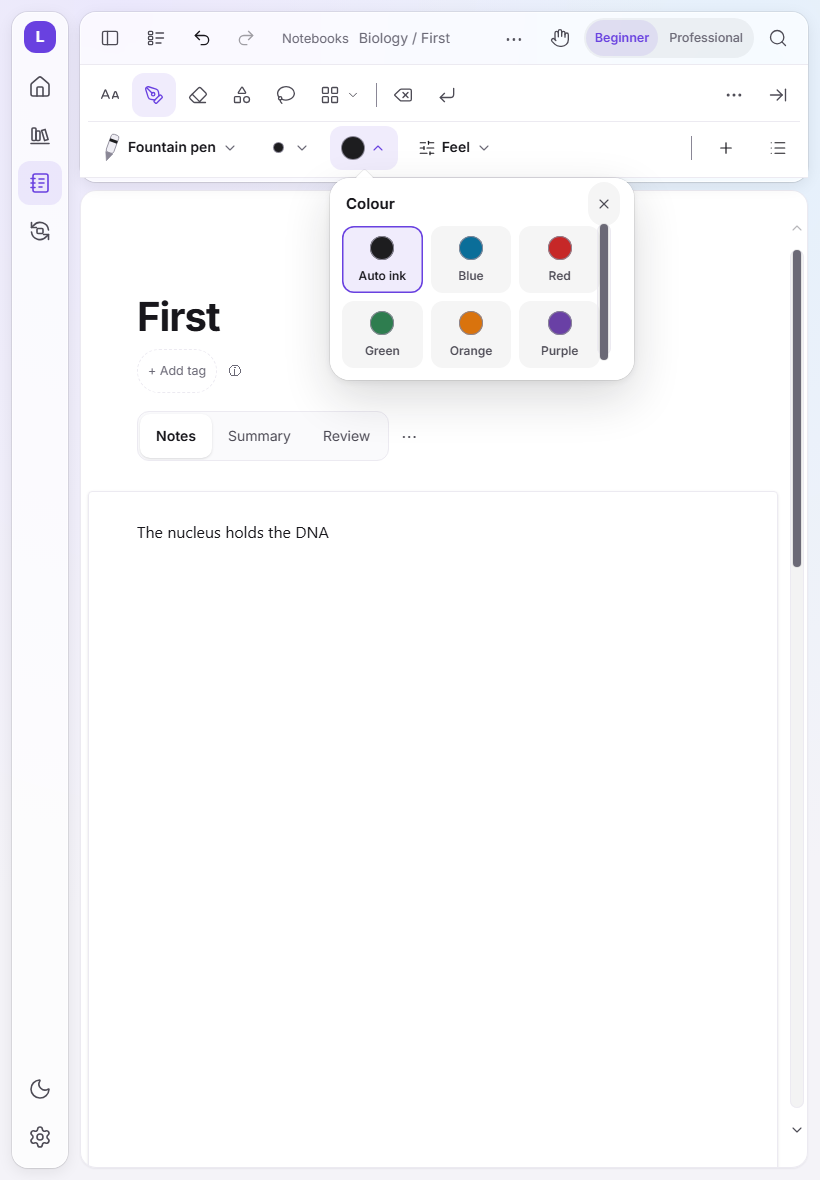 L
Notebooks Biology / First
Beginner Professional
AA
Fountain pen
Feel
Colour
Auto ink Blue Red
Green Orange Purple
First
+ Add tag
Notes Summary Review
The nucleus holds the DNA